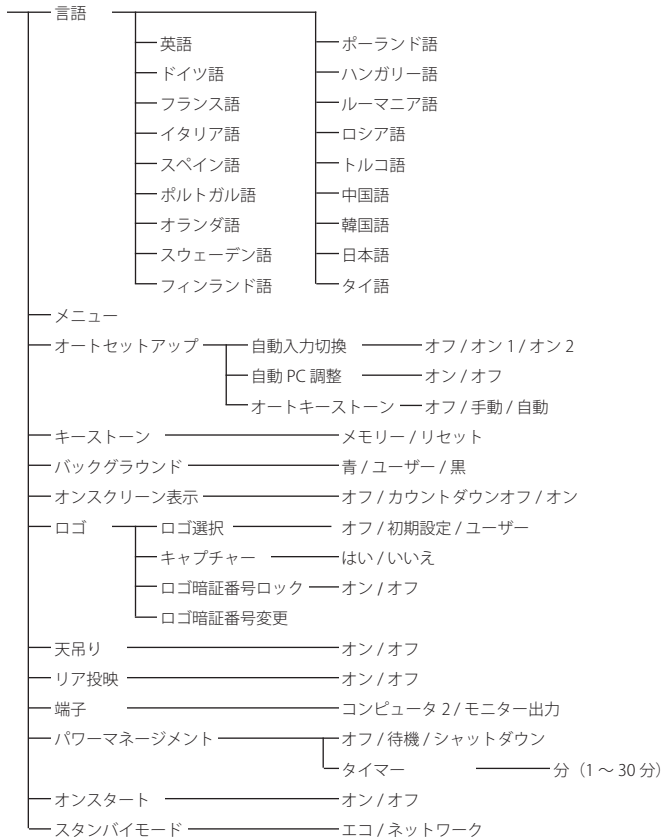 言語
英語 ポーランド語
ドイツ語 ハンガリー語
フランス語 ルーマニア語
イタリア語 ロシア語
スペイン語 トルコ語
ポルトガル語 中国語
オランダ語 韓国語
スウェーデン語 日本語
フィンランド語 タイ語
メニュー
オートセットアップ 自動入力切換 オフ / オン 1 / オン 2
自動 PC 調整 オン / オフ
オートキーストーン オフ / 手動 / 自動
キーストーン メモリー / リセット
バックグラウンド 青 / ユーザー / 黒
オンスクリーン表示 オフ / カウントダウンオフ / オン
ロゴ ロゴ選択 オフ / 初期設定 / ユーザー
キャプチャー はい / いいえ
ロゴ暗証番号ロック オン / オフ
ロゴ暗証番号変更
天吊り オン / オフ
リア投映 オン / オフ
端子 コンピュータ 2 / モニター出力
パワーマネージメント オフ / 待機 / シャットダウン
タイマー 分（1 ～ 30 分）
オンスタート オン / オフ
スタンバイモード エコ / ネットワーク